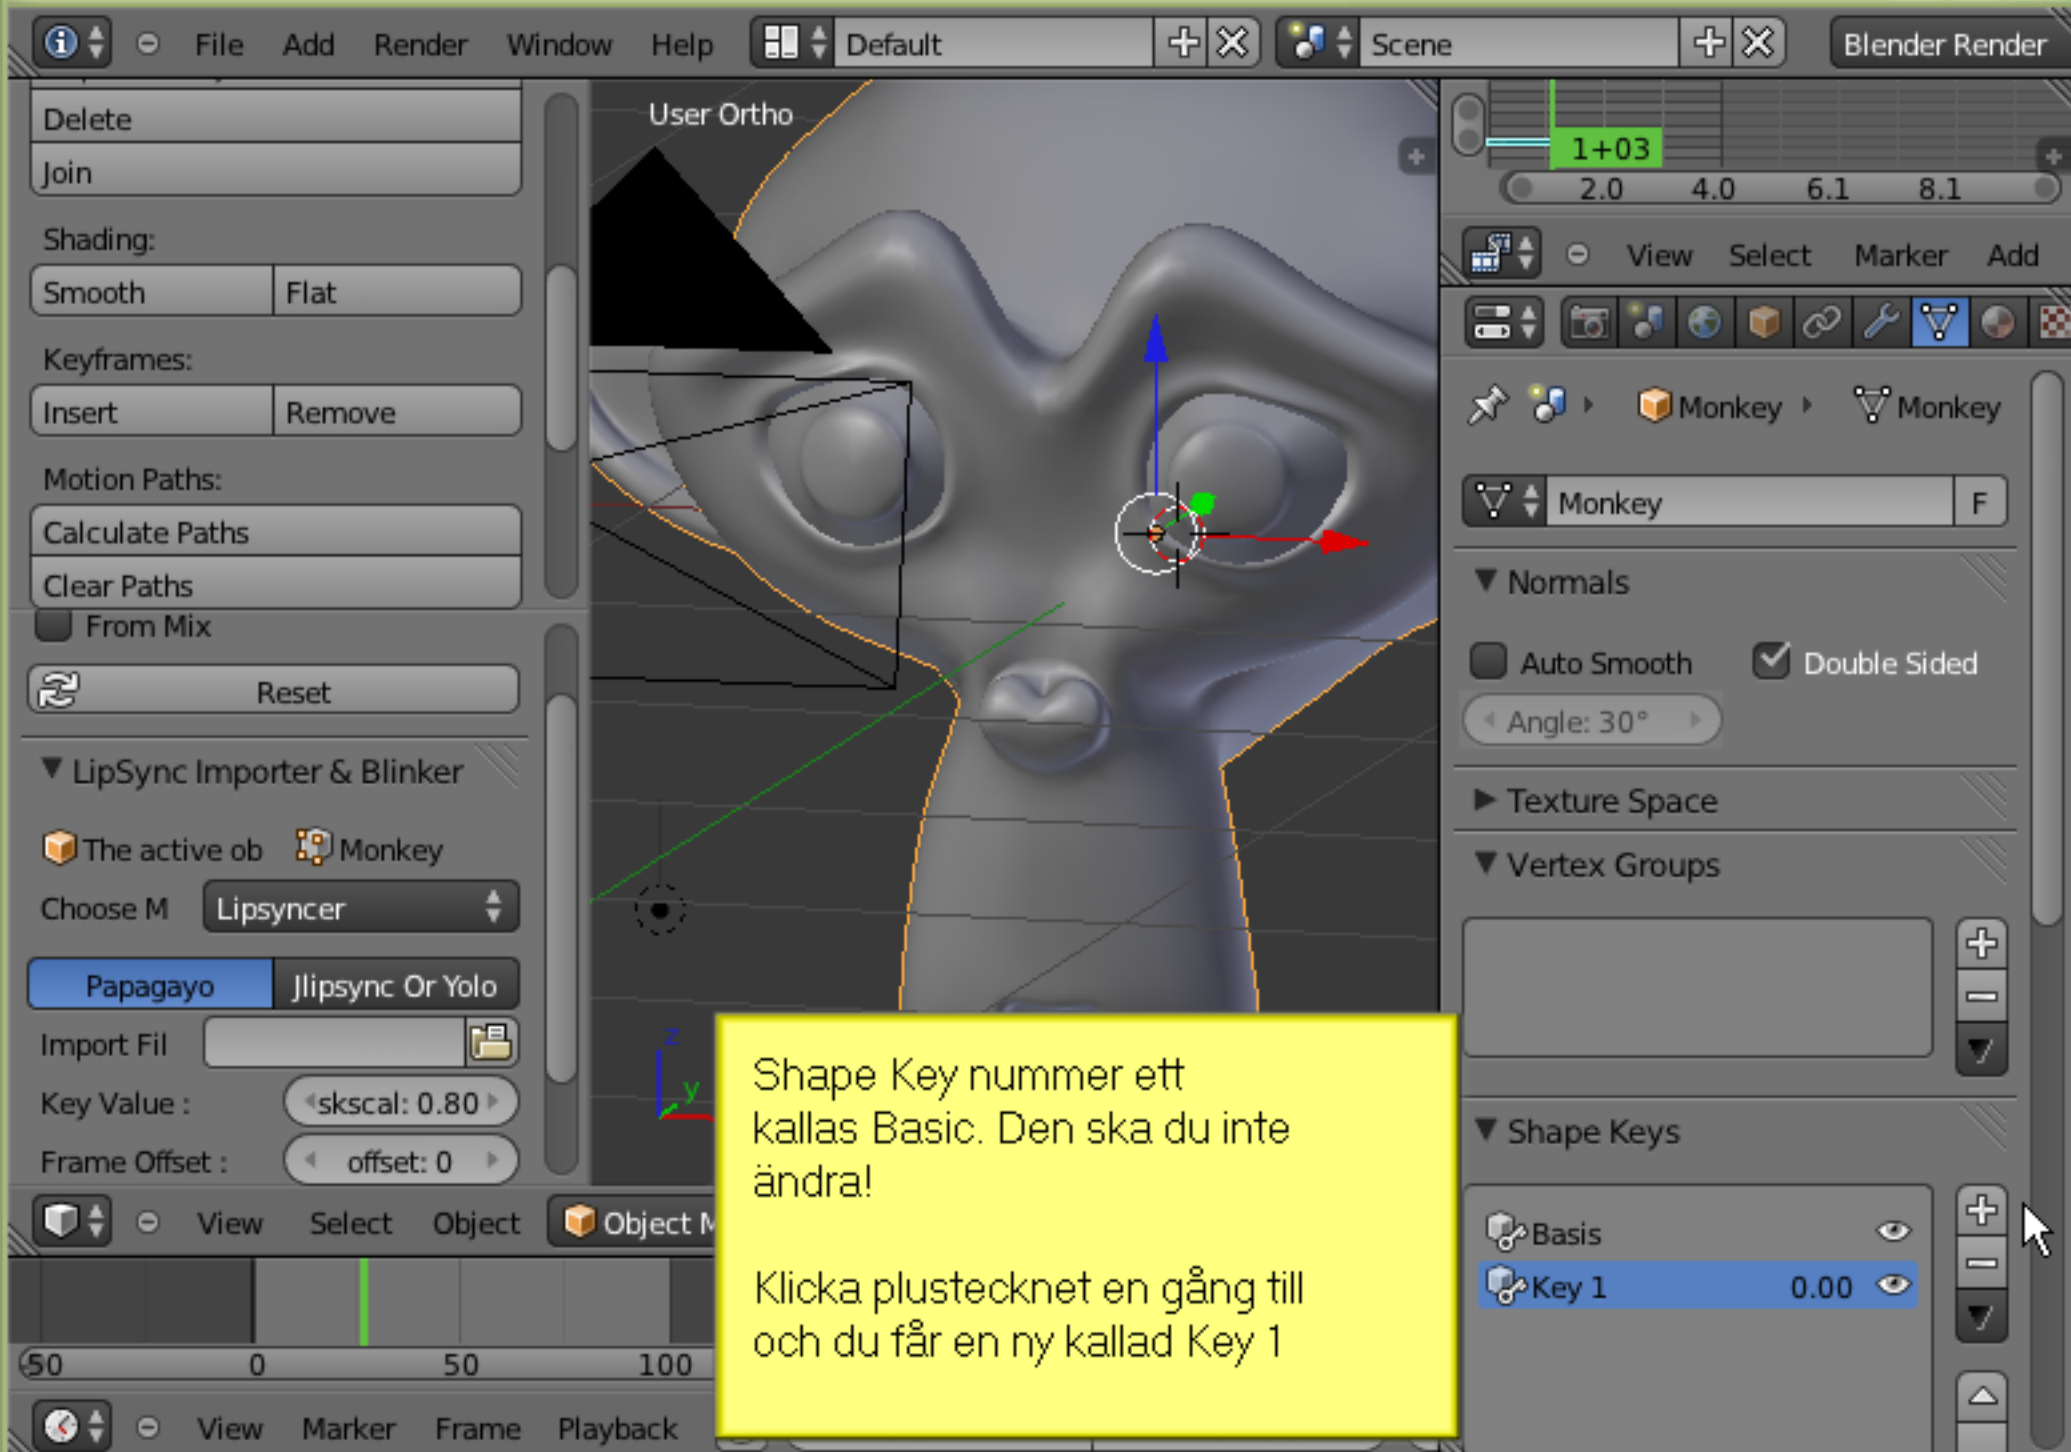 File Add Render Window Help Default Scene Blender Render
Delete
Join
Shading:
Smooth Flat
Keyframes:
Insert Remove
Motion Paths:
Calculate Paths
Clear Paths
From Mix
Reset
LipSync Importer & Blinker
The active ob Monkey
Choose M Lipsyncer
Papagayo Jlipsync Or Yolo
Import Fil
Key Value : skscal: 0.80
Frame Offset : offset: 0
View Select Object Object M
-50 0 50 100
View Marker Frame Playback
User Ortho
z
y
Shape Key nummer ett
kallas Basic. Den ska du inte
ändra!
Klicka plustecknet en gång till
och du får en ny kallad Key 1
1+03
2.0 4.0 6.1 8.1
View Select Marker Add
Monkey Monkey
Monkey F
Normals
Auto Smooth Double Sided
Angle: 30°
Texture Space
Vertex Groups
Shape Keys
Basis
Key 1 0.00